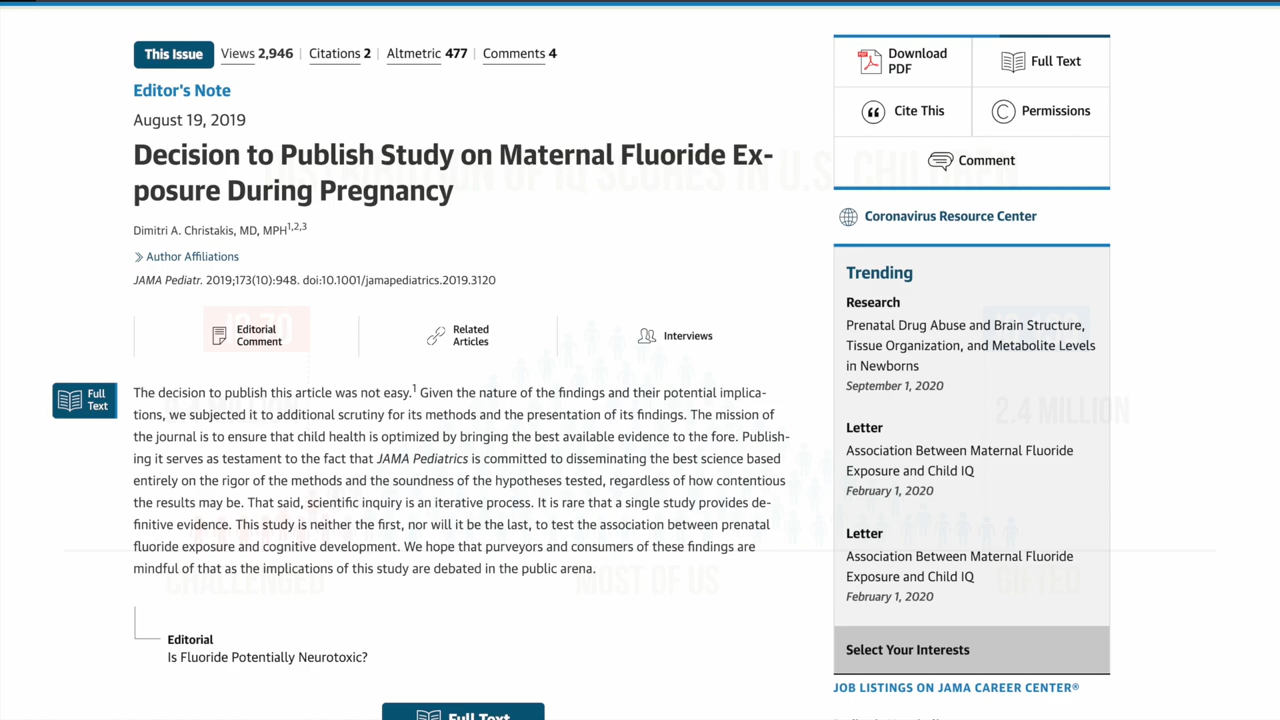 This Issue Views 2,946 | Citations 2 | Altmetric 477 | Comments 4
Editor's Note
August 19, 2019
Decision to Publish Study on Maternal Fluoride Ex-
posure During Pregnancy
Dimitri A. Christakis, MD, MPH1,2,3
Author Affiliations
JAMA Pediatr. 2019;173(10):948. doi:10.1001/jamapediatrics.2019.3120
Editorial
Comment
Related
Articles
Interviews
Full
Text
The decision to publish this article was not easy.1 Given the nature of the findings and their potential implica-
tions, we subjected it to additional scrutiny for its methods and the presentation of its findings. The mission of
the journal is to ensure that child health is optimized by bringing the best available evidence to the fore. Publish-
ing it serves as testament to the fact that JAMA Pediatrics is committed to disseminating the best science based
entirely on the rigor of the methods and the soundness of the hypotheses tested, regardless of how contentious
the results may be. That said, scientific inquiry is an iterative process. It is rare that a single study provides de-
finitive evidence. This study is neither the first, nor will it be the last, to test the association between prenatal
fluoride exposure and cognitive development. We hope that purveyors and consumers of these findings are
mindful of that as the implications of this study are debated in the public arena.
Editorial
Is Fluoride Potentially Neurotoxic?
Full Text
Download
PDF
Full Text
Cite This
Permissions
Comment
Coronavirus Resource Center
Trending
Research
Prenatal Drug Abuse and Brain Structure,
Tissue Organization, and Metabolite Levels
in Newborns
September 1, 2020
Letter
Association Between Maternal Fluoride
Exposure and Child IQ
February 1, 2020
Letter
Association Between Maternal Fluoride
Exposure and Child IQ
February 1, 2020
Select Your Interests
JOB LISTINGS ON JAMA CAREER CENTER®
DISTRIBUTION OF IQ SCORES IN U.S. CHILDREN
2.4 MILLION
CHALLENGED
MOST OF US
GIFTED